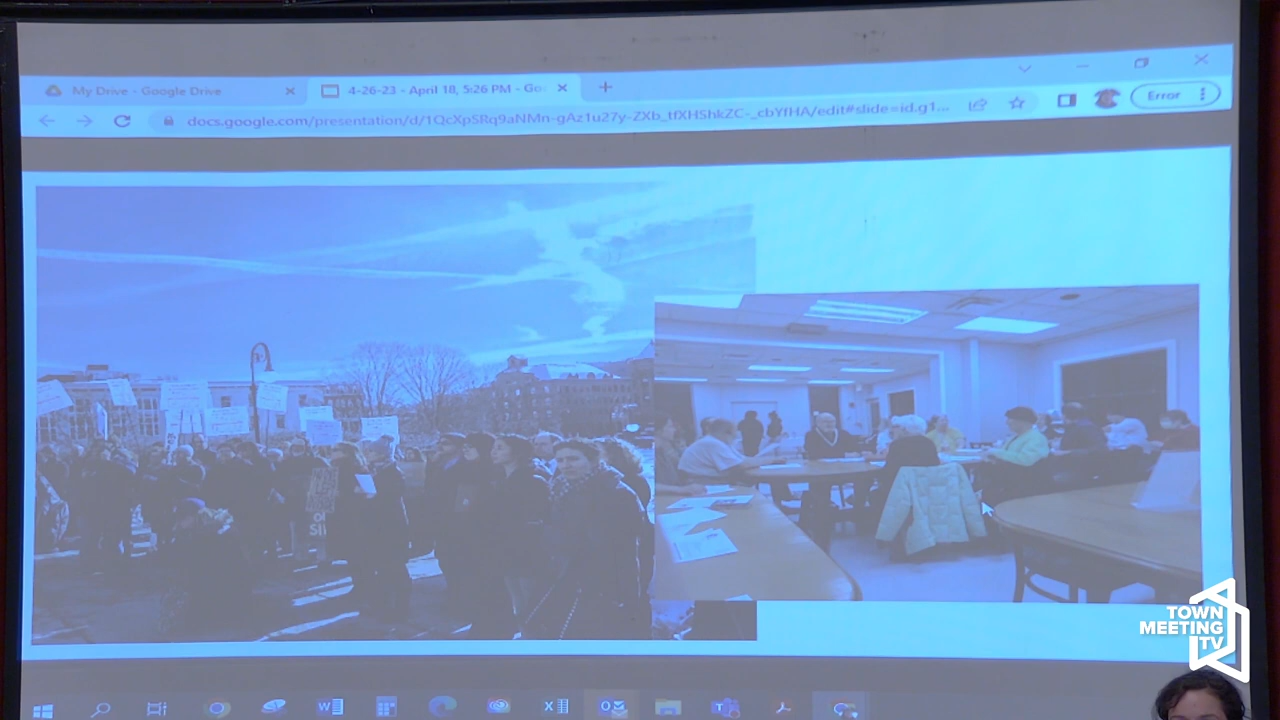 My Drive - Google Drive
4-26-23 - April 18, 5:26 PM - Go
docs.google.com/presentation/d/1QcXpSRq9aNMn-gAz1u27y-ZXb_tfXHShkZC-_cbYfHA/edit#slide=id.g1...
Error
TOWN
MEETING
TV